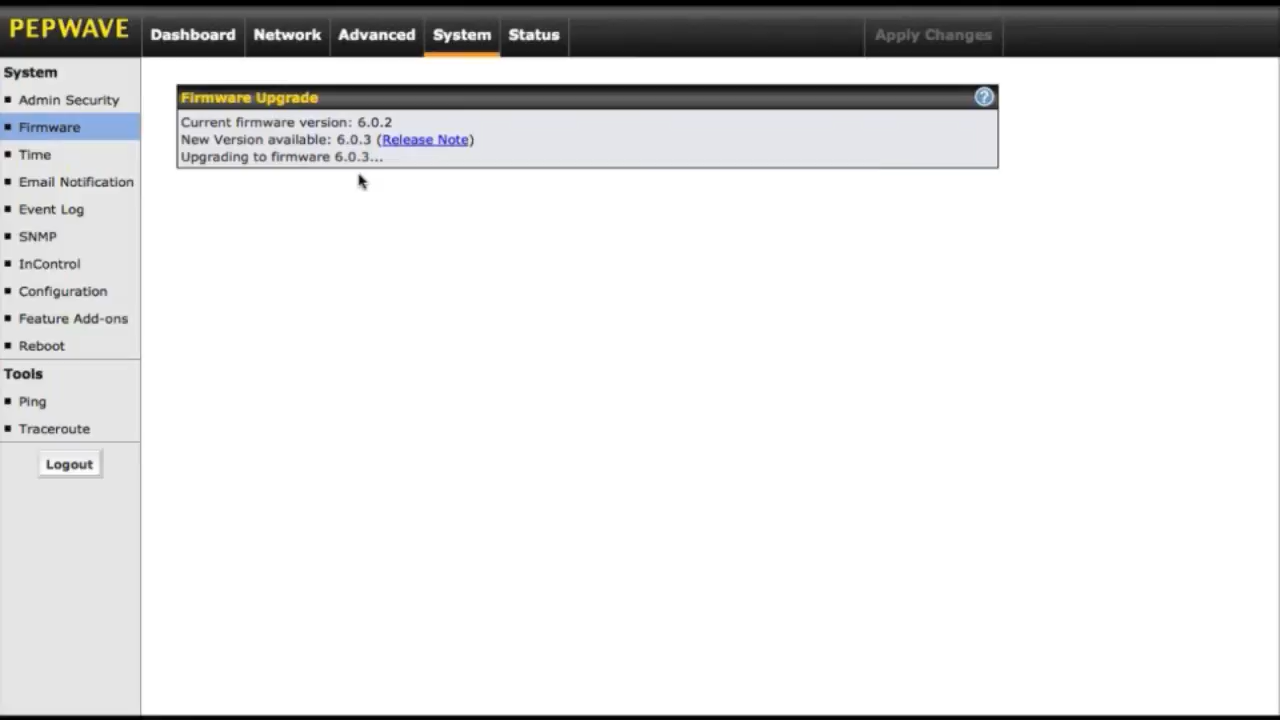 PEPWAVE
Dashboard Network Advanced System Status Apply Changes
System
Admin Security
Firmware
Time
Email Notification
Event Log
SNMP
InControl
Configuration
Feature Add-ons
Reboot
Tools
Ping
Traceroute
Logout
Firmware Upgrade ?
Current firmware version: 6.0.2
New Version available: 6.0.3 (Release Note)
Upgrading to firmware 6.0.3...